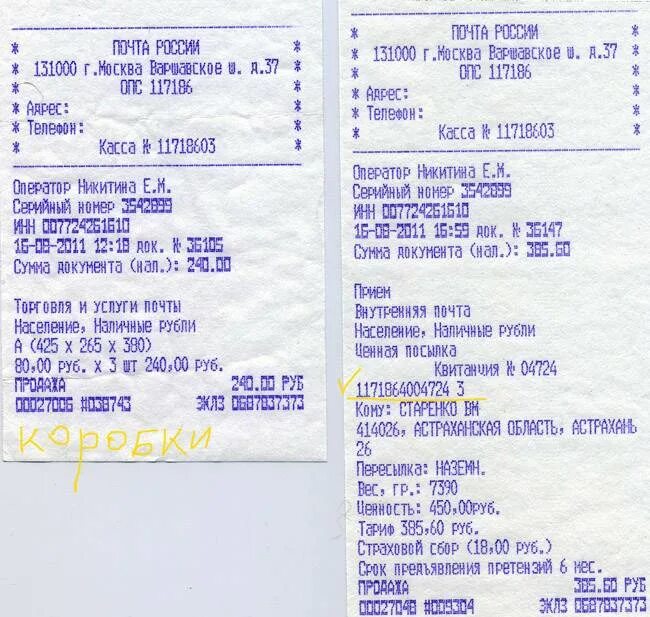 * ПОЧТА РОССИИ *
* 131000 г.Москва Варшавское ш. д.37 *
* ОПС 117186 *
* Адрес: *
* Телефон: *
* Касса № 11718603 *
Оператор Никитина Е.М.
Серийный номер 3542899
ИНН 007724261610
16-08-2011 12:18 док. № 36105
Сумма документа (нал.): 240.00
Торговля и услуги почты
Население, Наличные рубли
А (425 х 265 х 380)
80,00 руб. х 3 шт 240,00 руб.
ПРОДАЖА 240.00 РУБ
00027006 #038743 ЭКЛЗ 0687837373
коробки
* ПОЧТА РОССИИ *
* 131000 г.Москва Варшавское ш. д.37 *
* ОПС 117186 *
* Адрес: *
* Телефон: *
* Касса № 11718603 *
Оператор Никитина Е.М.
Серийный номер 3542899
ИНН 007724261610
16-08-2011 16:59 док. № 36147
Сумма документа (нал.): 385.60
Прием
Внутренняя почта
Население, Наличные рубли
Ценная посылка
Квитанция № 04724
1171864004724 3
Кому: СТАРЕНКО ВМ
414026, АСТРАХАНСКАЯ ОБЛАСТЬ, АСТРАХАНЬ
26
Пересылка: НАЗЕМН.
Вес, гр.: 7390
Ценность: 450,00руб.
Тариф 385,60 руб.
Страховой сбор (18,00 руб.)
Срок предъявления претензий 6 мес.
ПРОДАЖА 385.60 РУБ
00027048 #009304 ЭКЛЗ 0687837373